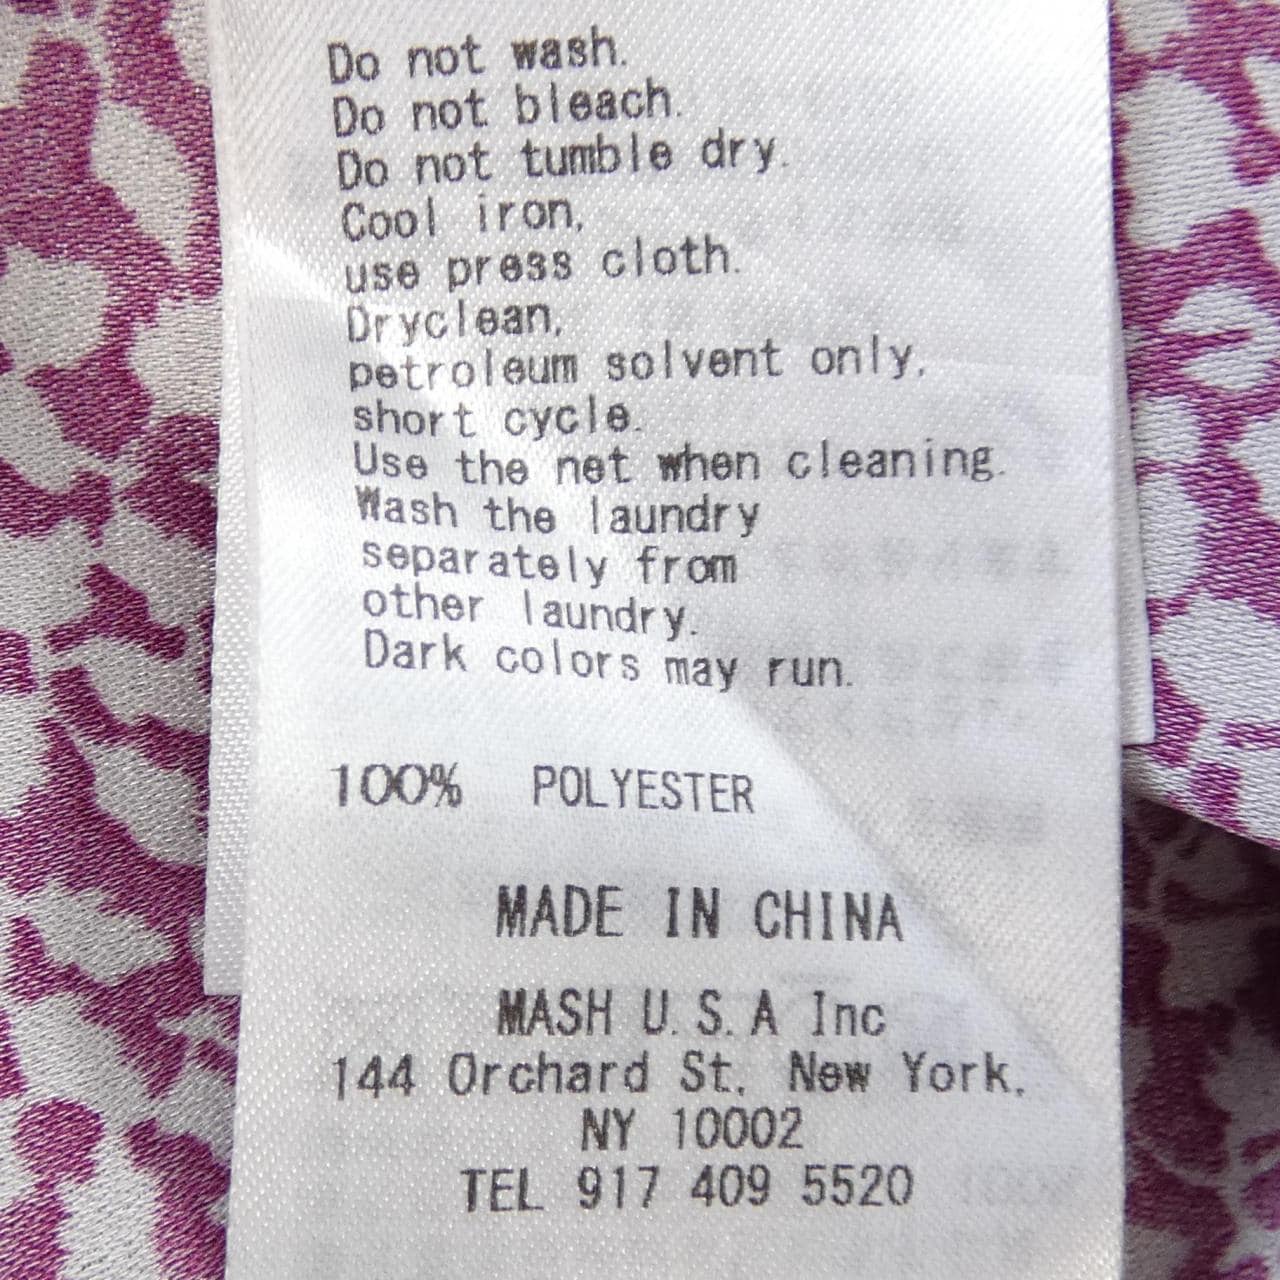 Do not wash.
Do not bleach.
Do not tumble dry.
Cool iron,
use press cloth.
Dryclean,
petroleum solvent only,
short cycle.
Use the net when cleaning.
Wash the laundry
separately from
other laundry.
Dark colors may run.
100% POLYESTER
MADE IN CHINA
MASH U.S.A Inc
144 Orchard St, New York,
NY 10002
TEL 917 409 5520